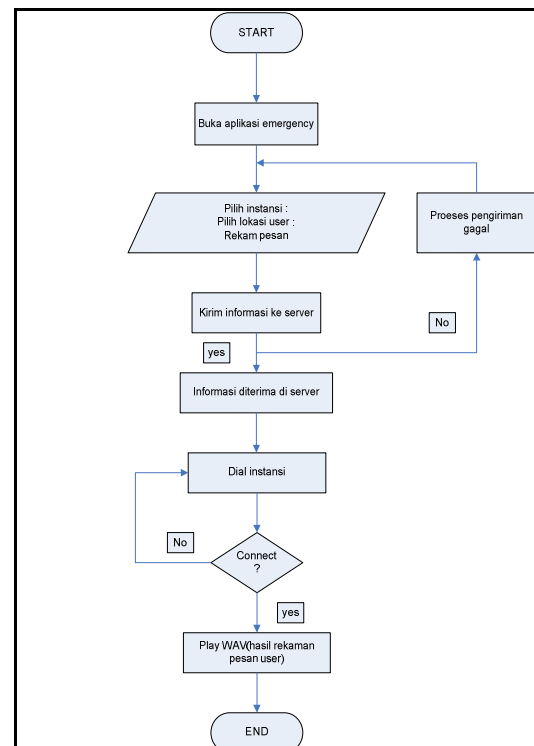 START
Buka aplikasi emergency
Pilih instansi :
Pilih lokasi user :
Rekam pesan
Proeses pengiriman
gagal
Kirim informasi ke server
No
yes
Informasi diterima di server
Dial instansi
No
Connect
?
yes
Play WAV(hasil rekaman
pesan user)
END